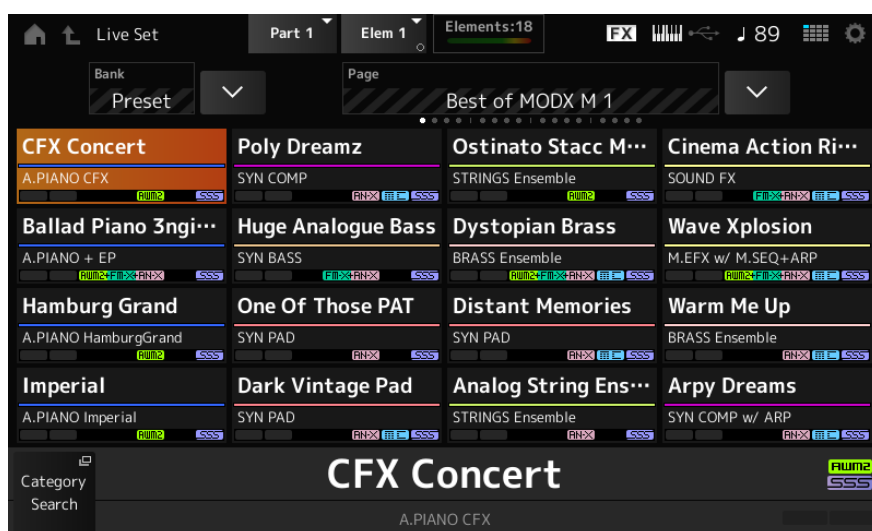 Live Set
Part 1
Elem 1
Elements:18
FX
♩ 89
Bank
Preset
Page
Best of MODX M 1
CFX Concert
A.PIANO CFX
AWM2 SSS
Poly Dreamz
SYN COMP
AN-X SSS
Ostinato Stacc M···
STRINGS Ensemble
AWM2 SSS
Cinema Action Ri···
SOUND FX
FM-X+AN-X SSS
Ballad Piano 3ngi···
A.PIANO + EP
AWM2+FM-X+AN-X SSS
Huge Analogue Bass
SYN BASS
FM-X+AN-X SSS
Dystopian Brass
BRASS Ensemble
AWM2+FM-X+AN-X SSS
Wave Xplosion
M.EFX w/ M.SEQ+ARP
AWM2+FM-X+AN-X SSS
Hamburg Grand
A.PIANO HamburgGrand
AWM2 SSS
One Of Those PAT
SYN PAD
AN-X SSS
Distant Memories
SYN PAD
AN-X SSS
Warm Me Up
BRASS Ensemble
AN-X SSS
Imperial
A.PIANO Imperial
AWM2 SSS
Dark Vintage Pad
SYN PAD
AN-X SSS
Analog String Ens···
STRINGS Ensemble
AN-X SSS
Arpy Dreams
SYN COMP w/ ARP
AN-X SSS
Category
Search
CFX Concert
A.PIANO CFX
AWM2
SSS